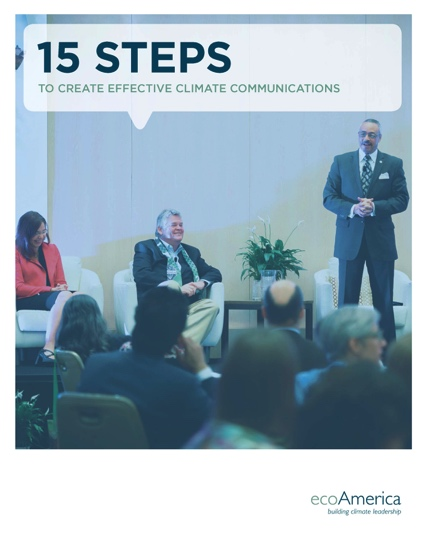 15 STEPS
TO CREATE EFFECTIVE CLIMATE COMMUNICATIONS
ecoAmerica
building climate leadership